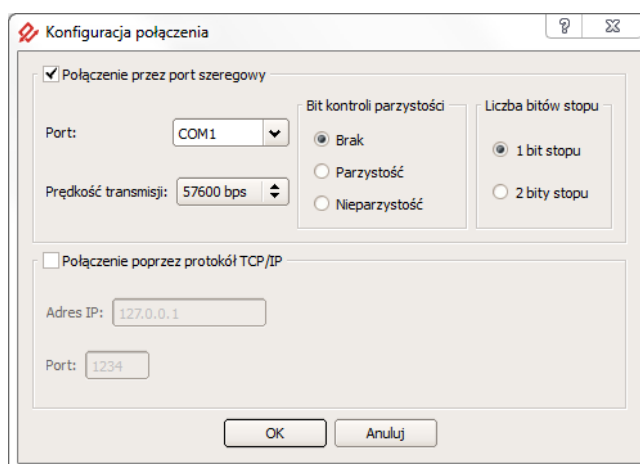 Konfiguracja połączenia
Połączenie przez port szeregowy
Port:
COM1
Prędkość transmisji:
57600 bps
Bit kontroli parzystości
Brak
Parzystość
Nieparzystość
Liczba bitów stopu
1 bit stopu
2 bity stopu
Połączenie poprzez protokół TCP/IP
Adres IP:
127.0.0.1
Port:
1234
OK
Anuluj